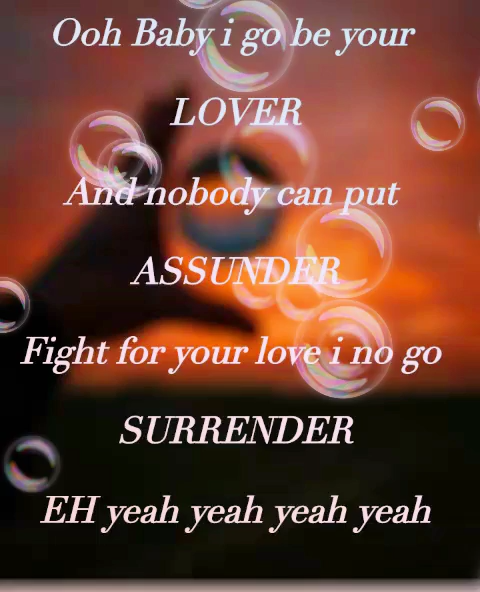 Ooh Baby i go be your
LOVER
And nobody can put
ASSUNDER
Fight for your love i no go
SURRENDER
EH yeah yeah yeah yeah